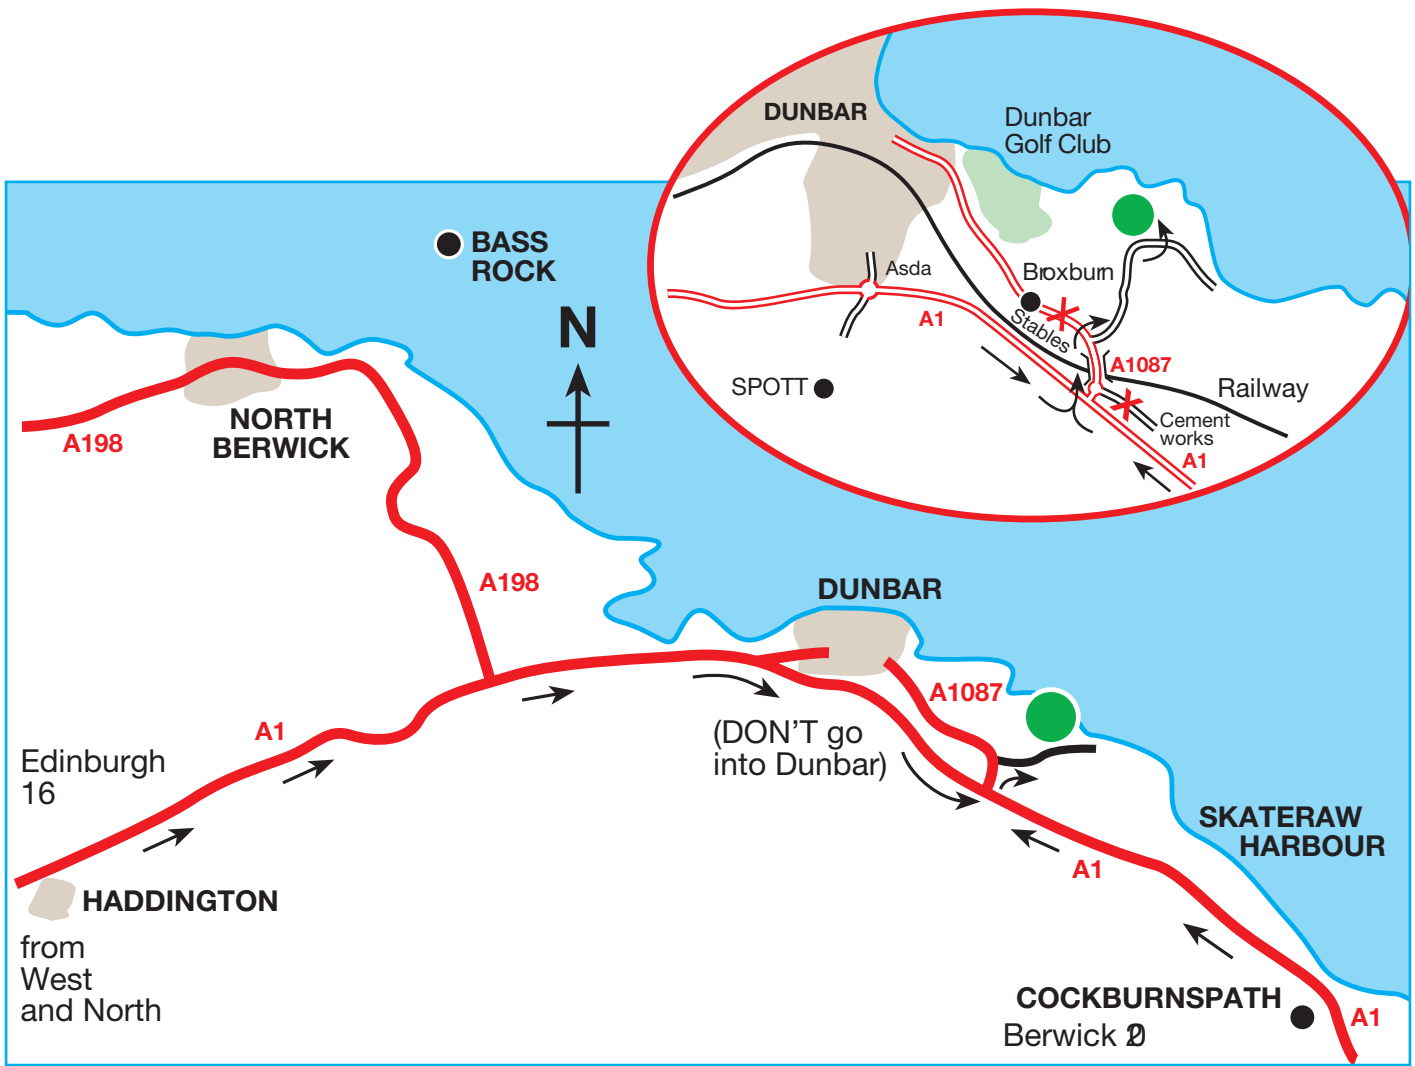 DUNBAR
Dunbar
Golf Club
Asda
Broxburn
Stables
A1
A1087
SPOTT
Railway
Cement
works
A1
BASS
ROCK
N
NORTH
BERWICK
A198
A198
DUNBAR
A1087
A1
(DON'T go
into Dunbar)
Edinburgh
16
SKATERAW
HARBOUR
A1
HADDINGTON
from
West
and North
COCKBURNSPATH
Berwick
A1